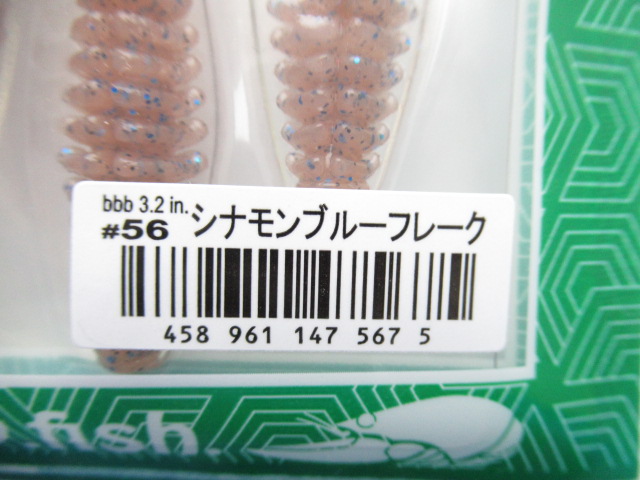 bbb 3.2 in.
#56 シナモンブルーフレーク
458 961 147 567 5
fish.